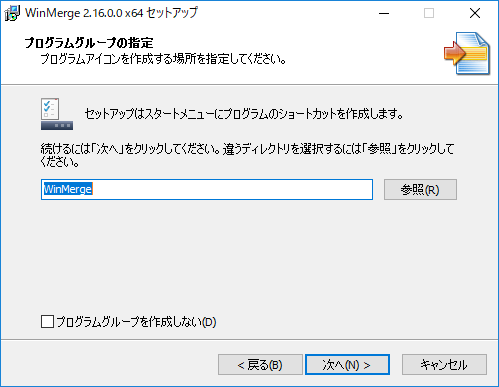 WinMerge 2.16.0.0 x64 セットアップ
プログラムグループの指定
プログラムアイコンを作成する場所を指定してください。
セットアップはスタートメニューにプログラムのショートカットを作成します。
続けるには「次へ」をクリックしてください。違うディレクトリを選択するには「参照」をクリックして
ください。
WinMerge
参照(R)
プログラムグループを作成しない(D)
< 戻る(B)
次へ(N) >
キャンセル